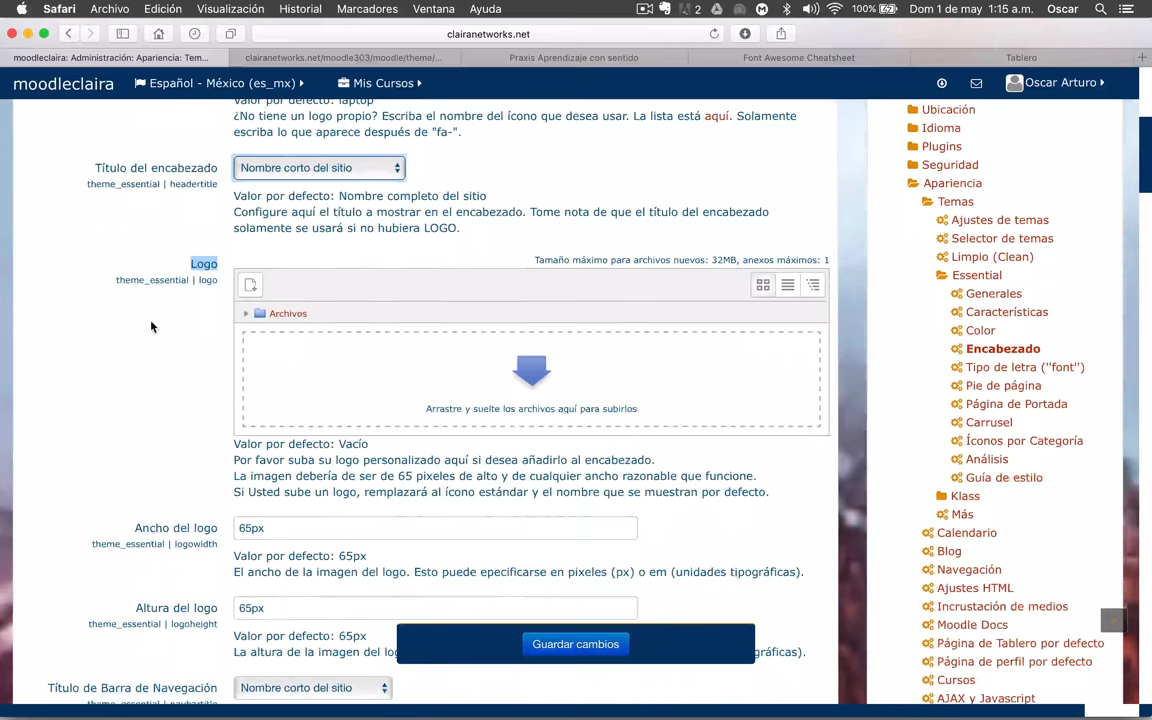 Safari Archivo Edición Visualización Historial Marcadores Ventana Ayuda 2 100% Dom 1 de may 1:15 a.m. Oscar
clairanetworks.net
moodleclaira: Administración: Apariencia: Tem... clairanetworks.net/moodle303/moodle/theme/... Praxis Aprendizaje con sentido Font Awesome Cheatsheet Tablero
moodleclaira Español - México (es_mx) Mis Cursos Oscar Arturo
Valor por defecto: laptop
¿No tiene un logo propio? Escriba el nombre del ícono que desea usar. La lista está aquí. Solamente
escriba lo que aparece después de "fa-".
Título del encabezado Nombre corto del sitio
theme_essential | headertitle
Valor por defecto: Nombre completo del sitio
Configure aquí el título a mostrar en el encabezado. Tome nota de que el título del encabezado
solamente se usará si no hubiera LOGO.
Logo
theme_essential | logo
Tamaño máximo para archivos nuevos: 32MB, anexos máximos: 1
Archivos
Arrastre y suelte los archivos aquí para subirlos
Valor por defecto: Vacío
Por favor suba su logo personalizado aquí si desea añadirlo al encabezado.
La imagen debería de ser de 65 pixeles de alto y de cualquier ancho razonable que funcione.
Si Usted sube un logo, remplazará al ícono estándar y el nombre que se muestran por defecto.
Ancho del logo 65px
theme_essential | logowidth
Valor por defecto: 65px
El ancho de la imagen del logo. Esto puede epecificarse en pixeles (px) o em (unidades tipográficas).
Altura del logo 65px
theme_essential | logoheight
Valor por defecto: 65px
La altura de la imagen del log
gráficas).
Guardar cambios
Título de Barra de Navegación Nombre corto del sitio
theme_essential | navbartitle
Ubicación
Idioma
Plugins
Seguridad
Apariencia
Temas
Ajustes de temas
Selector de temas
Limpio (Clean)
Essential
Generales
Características
Color
Encabezado
Tipo de letra ("font")
Pie de página
Página de Portada
Carrusel
Íconos por Categoría
Análisis
Guía de estilo
Klass
Más
Calendario
Blog
Navegación
Ajustes HTML
Incrustación de medios
Moodle Docs
Página de Tablero por defecto
Página de perfil por defecto
Cursos
AJAX y Javascript